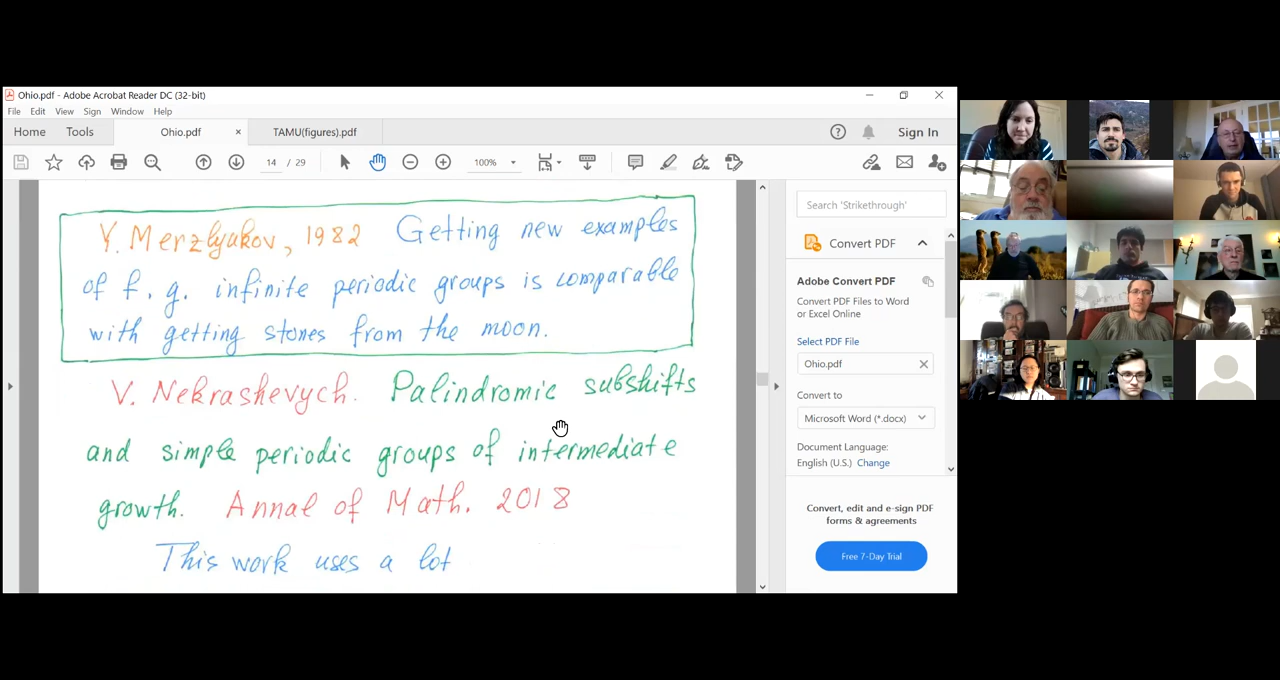 Ohio.pdf - Adobe Acrobat Reader DC (32-bit)
File Edit View Sign Window Help
Home Tools Ohio.pdf × TAMU(figures).pdf Sign In
14 / 29 100%
Y. Merzlyakov, 1982 Getting new examples
of f. g. infinite periodic groups is comparable
with getting stones from the moon.
V. Nekrashevych. Palindromic subshifts
and simple periodic groups of intermediate
growth. Annal of Math. 2018
This work uses a lot
Search 'Strikethrough'
Convert PDF
Adobe Convert PDF
Convert PDF Files to Word
or Excel Online
Select PDF File
Ohio.pdf
Convert to
Microsoft Word (*.docx)
Document Language:
English (U.S.) Change
Convert, edit and e-sign PDF
forms & agreements
Free 7-Day Trial